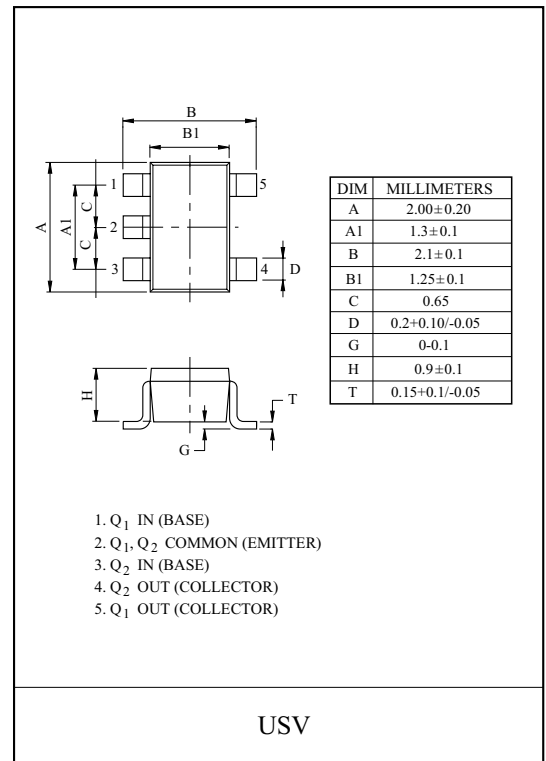 B
B1
1 5
A A1 C
2
C
3 4 D
DIM MILLIMETERS
A 2.00±0.20
A1 1.3±0.1
B 2.1±0.1
B1 1.25±0.1
C 0.65
D 0.2+0.10/-0.05
G 0-0.1
H 0.9±0.1
T 0.15+0.1/-0.05
H T
G
1. Q1 IN (BASE)
2. Q1, Q2 COMMON (EMITTER)
3. Q2 IN (BASE)
4. Q2 OUT (COLLECTOR)
5. Q1 OUT (COLLECTOR)
USV